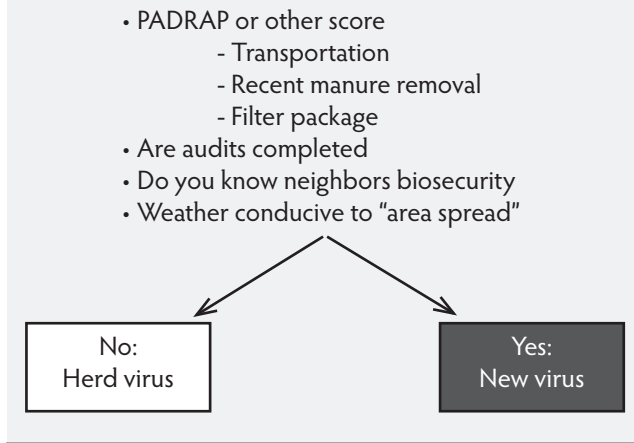 • PADRAP or other score
- Transportation
- Recent manure removal
- Filter package
• Are audits completed
• Do you know neighbors biosecurity
• Weather conducive to “area spread”
No:
Herd virus
Yes:
New virus